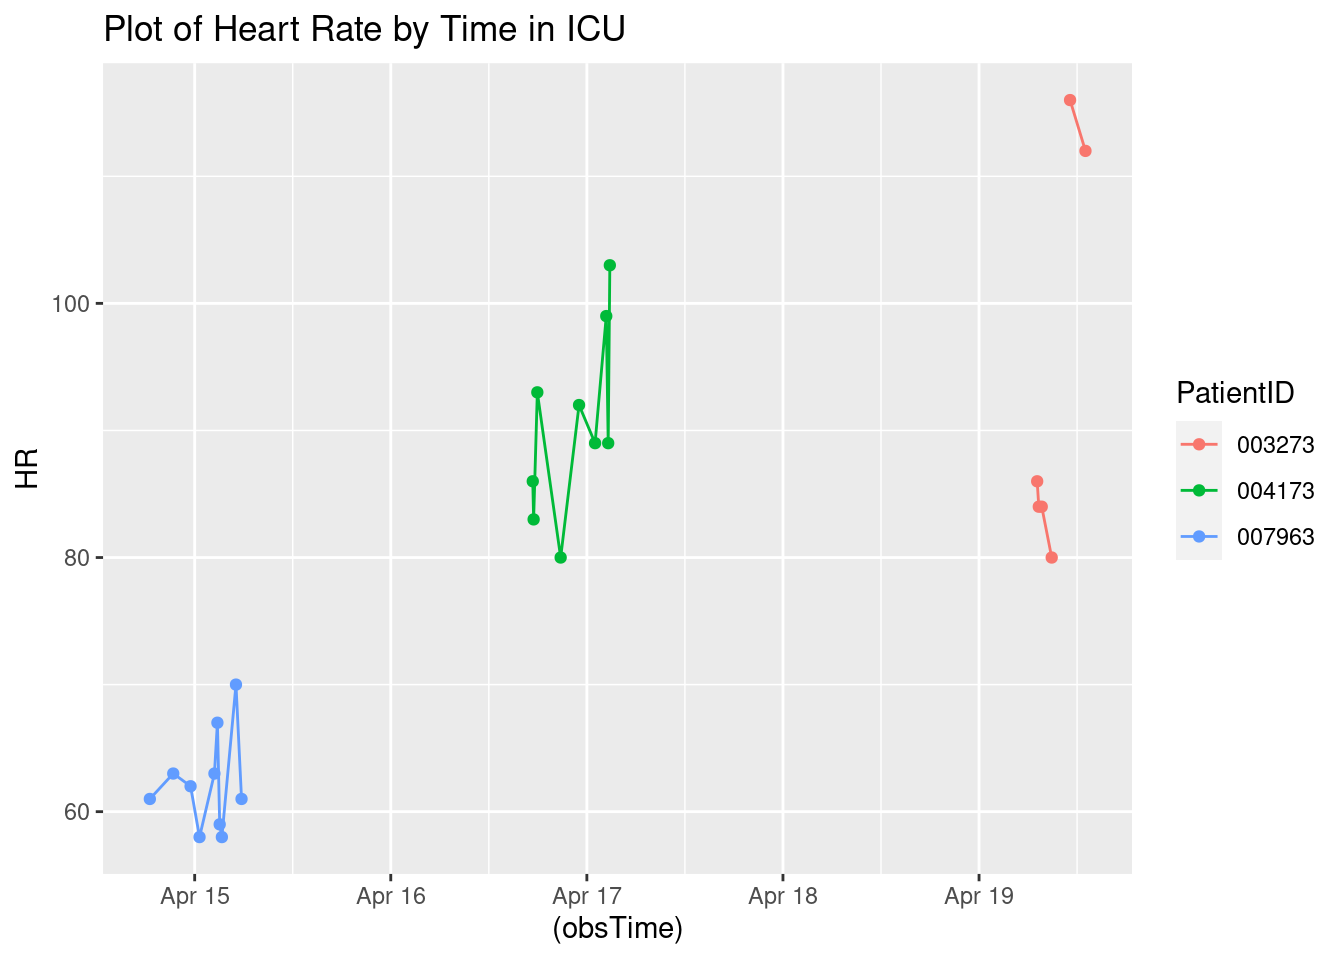 Plot of Heart Rate by Time in ICU
HR
100
80
60
Apr 15
Apr 16
Apr 17
Apr 18
Apr 19
(obsTime)
PatientID
003273
004173
007963